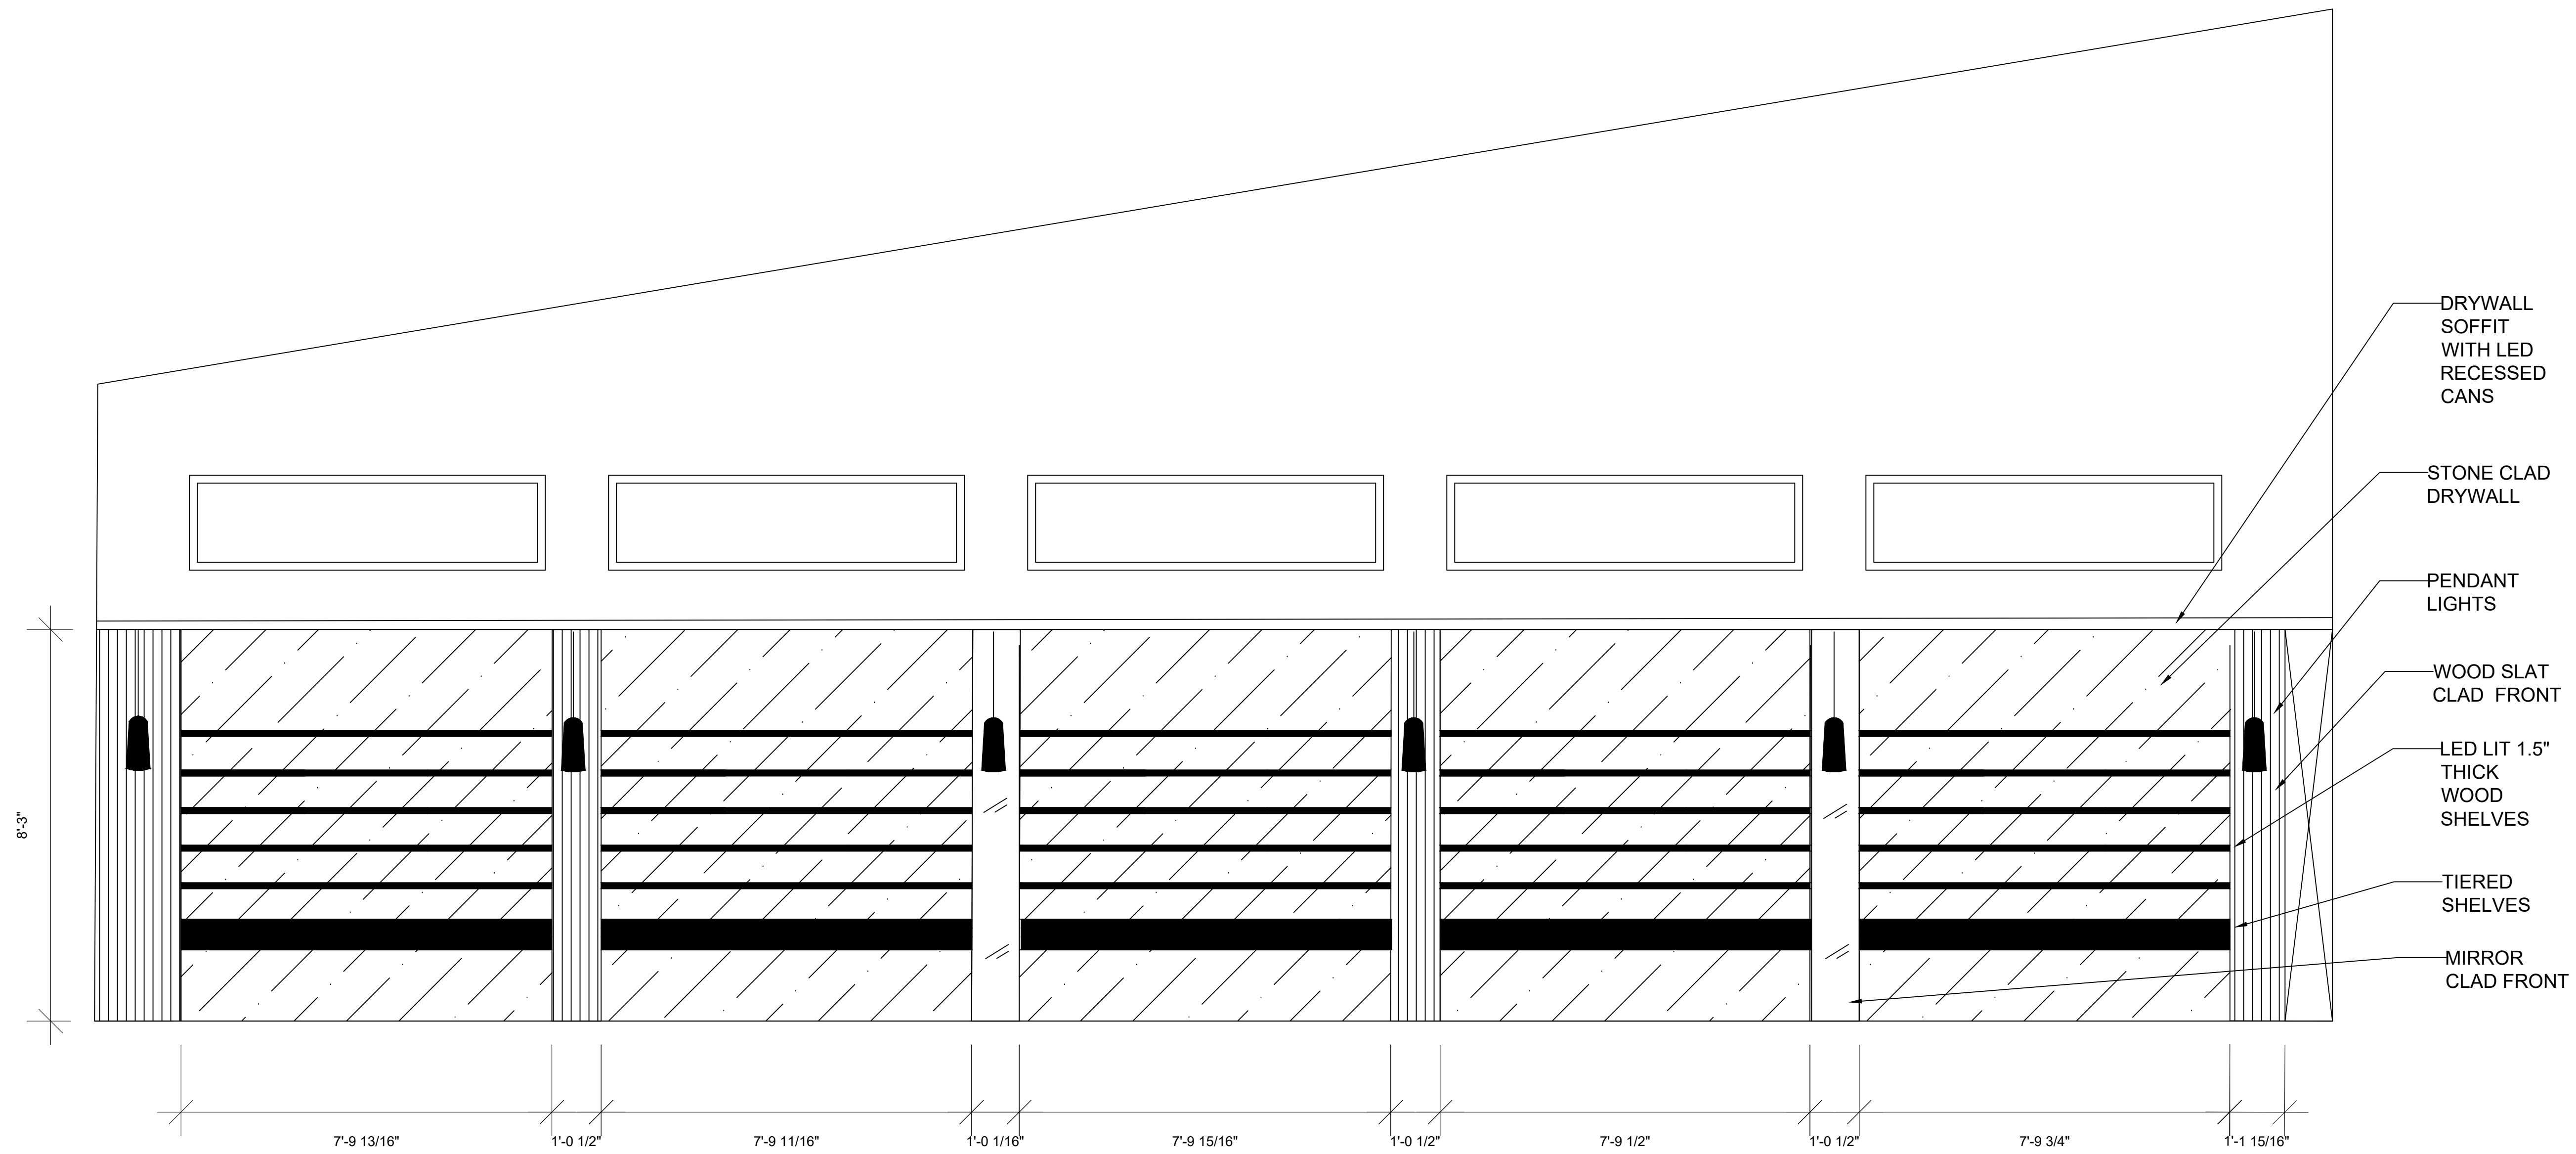 DRYWALL
SOFFIT
WITH LED
RECESSED
CANS
STONE CLAD
DRYWALL
PENDANT
LIGHTS
WOOD SLAT
CLAD FRONT
LED LIT 1.5"
THICK
WOOD
SHELVES
TIERED
SHELVES
MIRROR
CLAD FRONT
8'-3"
7'-9 13/16"
1'-0 1/2"
7'-9 11/16"
1'-0 1/16"
7'-9 15/16"
1'-0 1/2"
7'-9 1/2"
1'-0 1/2"
7'-9 3/4"
1'-1 15/16"